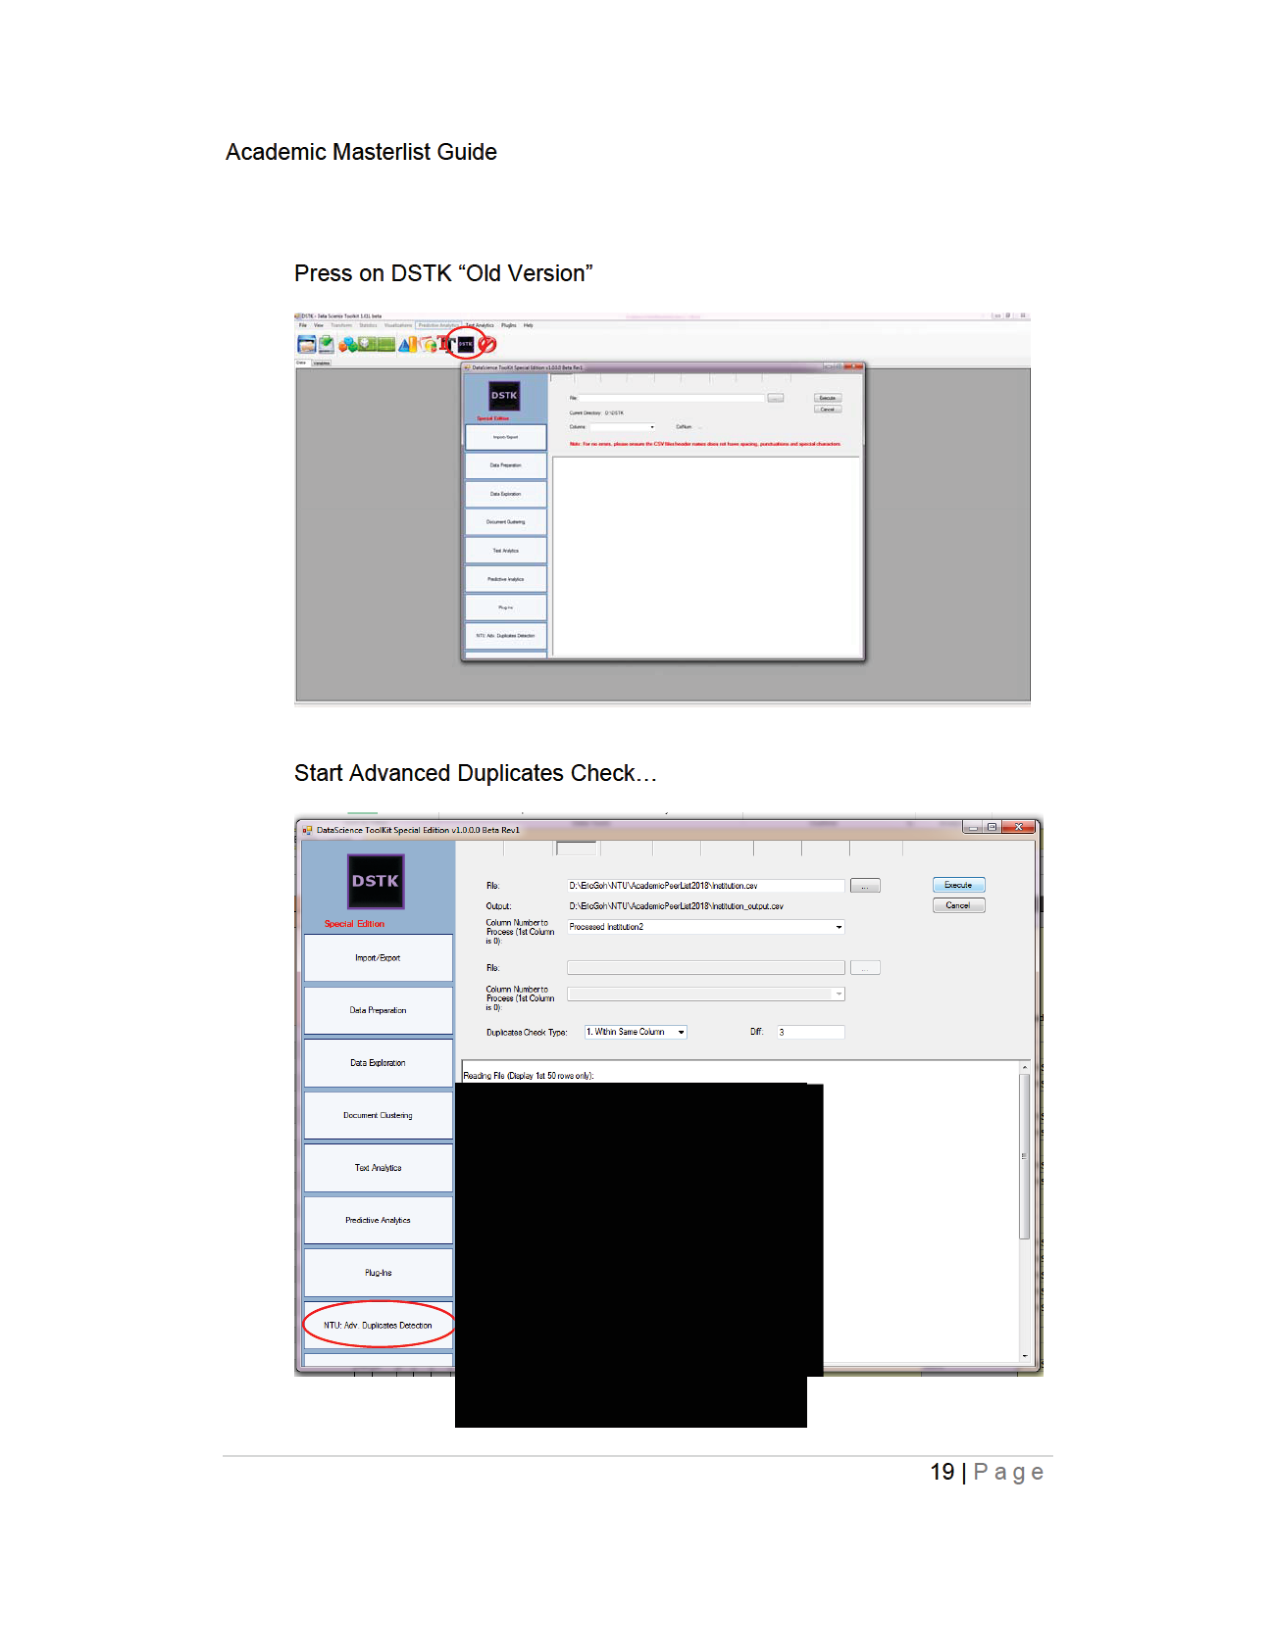 Academic Masterlist Guide
Press on DSTK “Old Version”
DSTK - Data Science Toolkit 1.01L beta
File View Transform Statistics Visualisations Predictive Analytics Text Analytics PlugIns Help
DSTK
Data Variables
DataScience ToolKit Special Edition v1.0.0.0 Beta Rev1
DSTK
Special Edition
File:
...
Execute
Current Directory: D:\DSTK
Cancel
Columns:
ColNum: ...
Note: For no errors, please ensure the CSV files header names does not have spacing, punctuations and special characters
Import/Export
Data Preparation
Data Exploration
Document Clustering
Text Analytics
Predictive Analytics
Plug-Ins
NTU: Adv. Duplicates Detection
Start Advanced Duplicates Check…
DataScience ToolKit Special Edition v1.0.0.0 Beta Rev1
DSTK
Special Edition
Import/Export
Data Preparation
Data Exploration
Document Clustering
Text Analytics
Predictive Analytics
Plug-Ins
NTU: Adv. Duplicates Detection
File: D:\EricGoh\NTU\AcademicPeerList2018\Institution.csv ... Execute
Output: D:\EricGoh\NTU\AcademicPeerList2018\Institution_output.csv Cancel
Column Number to
Process (1st Column
is 0):
Processed Institution2
File: ...
Column Number to
Process (1st Column
is 0):
Duplicates Check Type: 1. Within Same Column Diff: 3
Reading File (Display 1st 50 rows only):
19 | Page